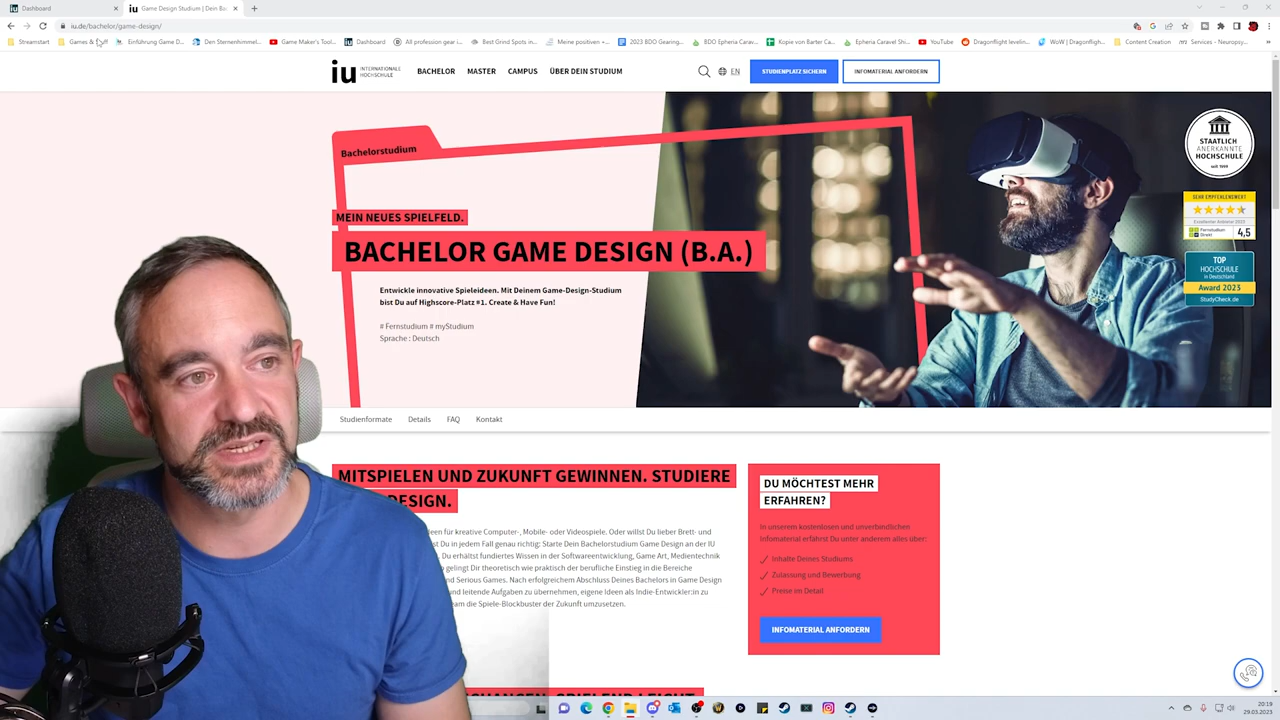 Dashboard
Game Design Studium | Dein Ba
iu.de/bachelor/game-design/
Streamstart
Games & Stuff
Einführung Game D...
Den Sternenhimmel...
Game Maker's Tool...
Dashboard
All profession gear i...
Best Grind Spots in...
Meine positiven +...
2023 BDO Gearing...
BDO Epheria Carav...
Kopie von Barter Ca...
Epheria Caravel Shi...
YouTube
Dragonflight levelin...
WoW | Dragonfligh...
Content Creation
Services – Neuropsy...
iu INTERNATIONALE
HOCHSCHULE
BACHELOR
MASTER
CAMPUS
ÜBER DEIN STUDIUM
EN
STUDIENPLATZ SICHERN
INFOMATERIAL ANFORDERN
Bachelorstudium
STAATLICH
ANERKANNTE
HOCHSCHULE
seit 1999
SEHR EMPFEHLENSWERT
Fernstudium
Direkt
4,5
TOP
HOCHSCHULE
in Deutschland
Award 2023
StudyCheck.de
MEIN NEUES SPIELFELD.
BACHELOR GAME DESIGN (B.A.)
Entwickle innovative Spieleideen. Mit Deinem Game-Design-Studium
bist Du auf Highscore-Platz #1. Create & Have Fun!
# Fernstudium # myStudium
Sprache : Deutsch
Studienformate
Details
FAQ
Kontakt
MITSPIELEN UND ZUKUNFT GEWINNEN. STUDIERE
DESIGN.
een für kreative Computer-, Mobile- oder Videospiele. Oder willst Du lieber Brett- und
st Du in jedem Fall genau richtig: Starte Dein Bachelorstudium Game Design an der IU
. Du erhältst fundiertes Wissen in der Softwareentwicklung, Game Art, Medientechnik
o gelingt Dir theoretisch wie praktisch der berufliche Einstieg in die Bereiche
nd Serious Games. Nach erfolgreichem Abschluss Deines Bachelors in Game Design
und leitende Aufgaben zu übernehmen, eigene Ideen als Indie-Entwickler:in zu
eam die Spiele-Blockbuster der Zukunft umzusetzen.
DU MÖCHTEST MEHR
ERFAHREN?
In unserem kostenlosen und unverbindlichen
Infomaterial erfährst Du unter anderem alles über:
Inhalte Deines Studiums
Zulassung und Bewerbung
Preise im Detail
INFOMATERIAL ANFORDERN
CHANCEN: SPIELEND LEICHT
20:19
29.03.2023